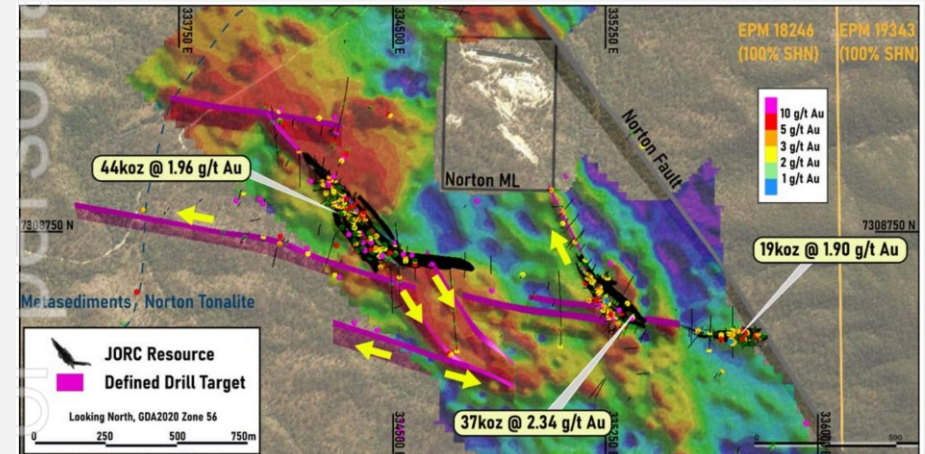 333750 E
334500 E
335250 E
EPM 18246
(100% SHN)
EPM 19343
(100% SHN)
10 g/t Au
5 g/t Au
3 g/t Au
2 g/t Au
1 g/t Au
Norton Fault
44koz @ 1.96 g/t Au
Norton ML
7308750 N
7308750 N
19koz @ 1.90 g/t Au
Metasediments
Norton Tonalite
JORC Resource
Defined Drill Target
Looking North, GDA2020 Zone 56
0 250 500 750m
37koz @ 2.34 g/t Au
334500 E
335250 E
0 500